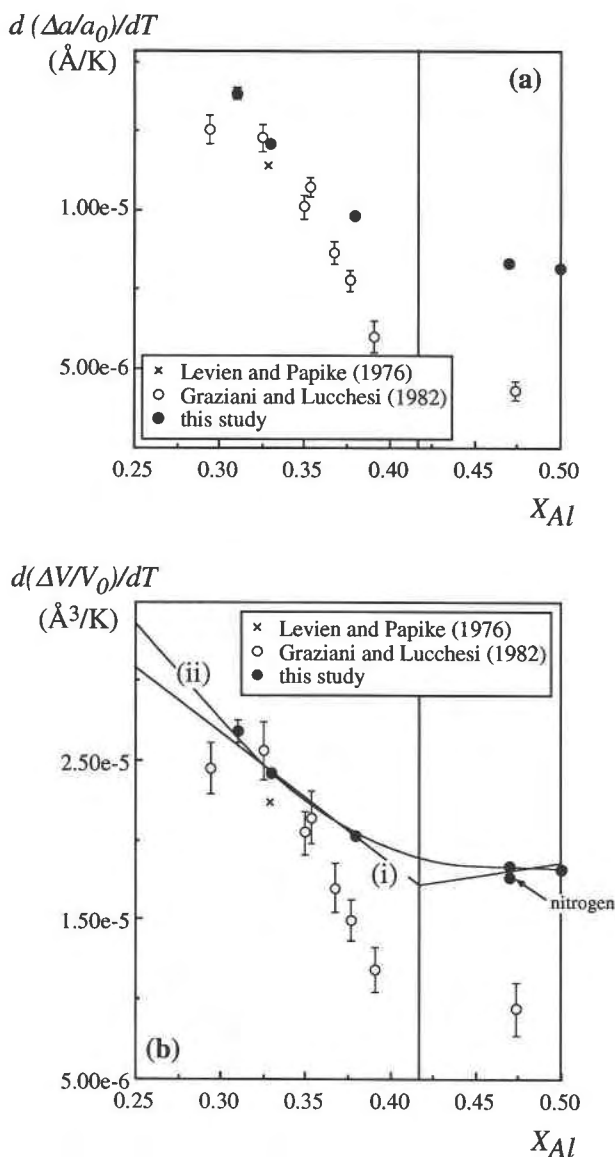 d (Δa/a₀)/dT
(Å/K)
(a)
1.00e-5
5.00e-6
× Levien and Papike (1976)
○ Graziani and Lucchesi (1982)
● this study
0.25 0.30 0.35 0.40 0.45 0.50
X_Al
d(ΔV/V₀)/dT
(Å³/K)
× Levien and Papike (1976)
○ Graziani and Lucchesi (1982)
● this study
(ii)
2.50e-5
(i)
nitrogen
1.50e-5
(b)
5.00e-6
0.25 0.30 0.35 0.40 0.45 0.50
X_Al